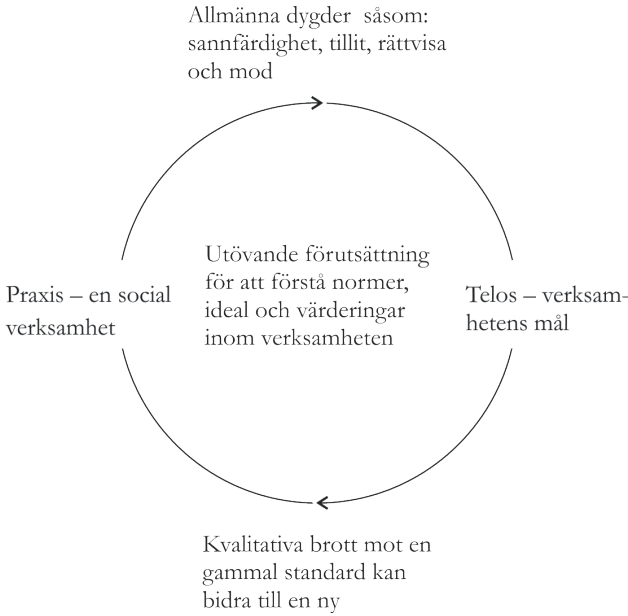 Allmänna dygder såsom:
sannfärdighet, tillit, rättvisa
och mod
Utövande förutsättning
för att förstå normer,
ideal och värderingar
inom verksamheten
Praxis – en social
verksamhet
Telos – verksam-
hetens mål
Kvalitativa brott mot en
gammal standard kan
bidra till en ny